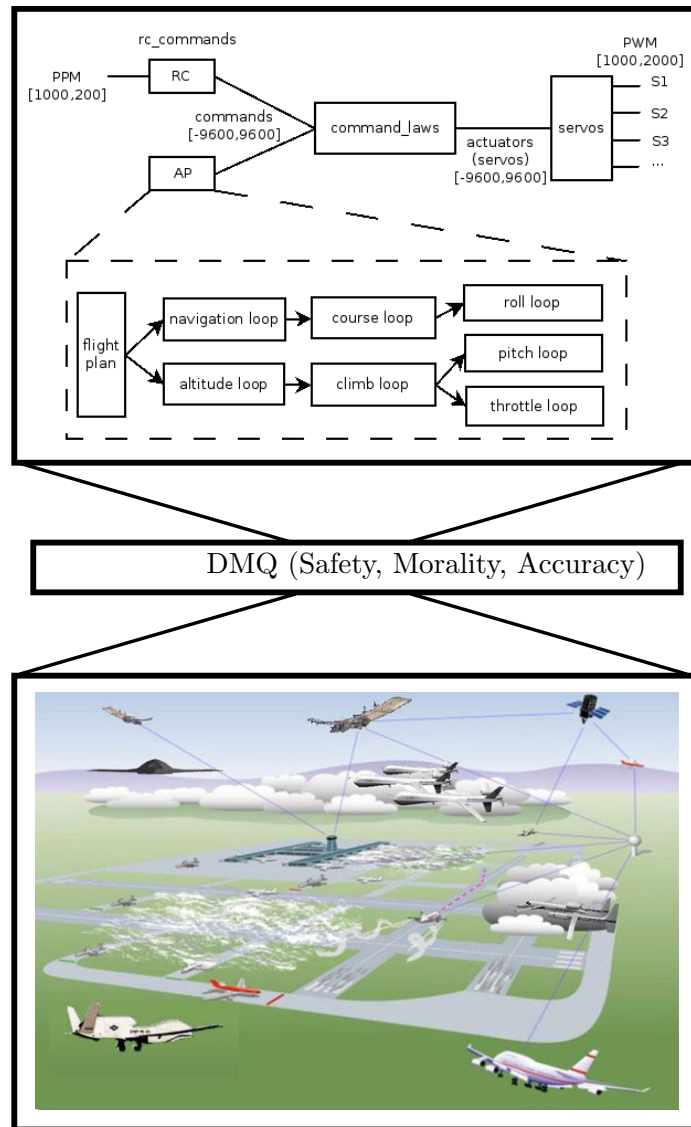 rc_commands
PPM
[1000,200]
RC
commands
[-9600,9600]
AP
command_laws
actuators
(servos)
[-9600,9600]
servos
PWM
[1000,2000]
S1
S2
S3
...
flight
plan
navigation loop
course loop
roll loop
altitude loop
climb loop
pitch loop
throttle loop
DMQ (Safety, Morality, Accuracy)